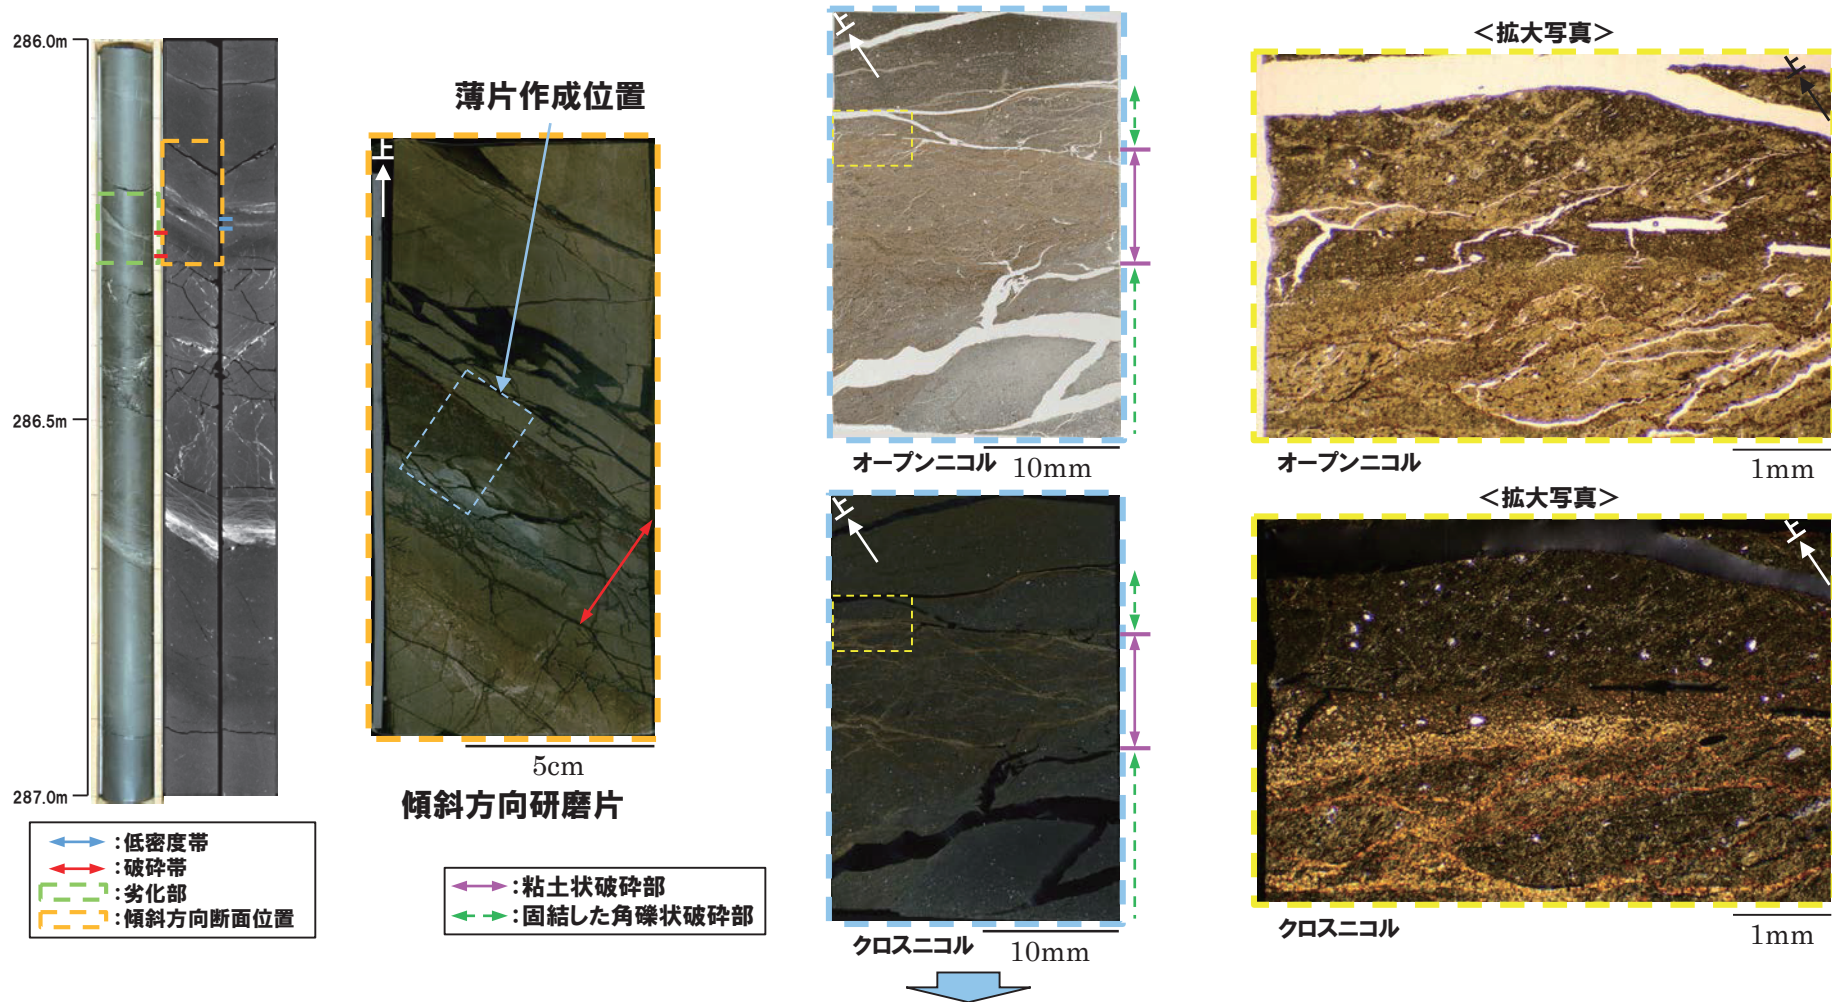 286.0m
286.5m
287.0m
:低密度帯
:破砕帯
:劣化部
:傾斜方向断面位置
薄片作成位置
上
5cm
傾斜方向研磨片
:粘土状破砕部
:固結した角礫状破砕部
上
オープンニコル
10mm
上
クロスニコル
10mm
<拡大写真>
上
オープンニコル
1mm
<拡大写真>
上
クロスニコル
1mm